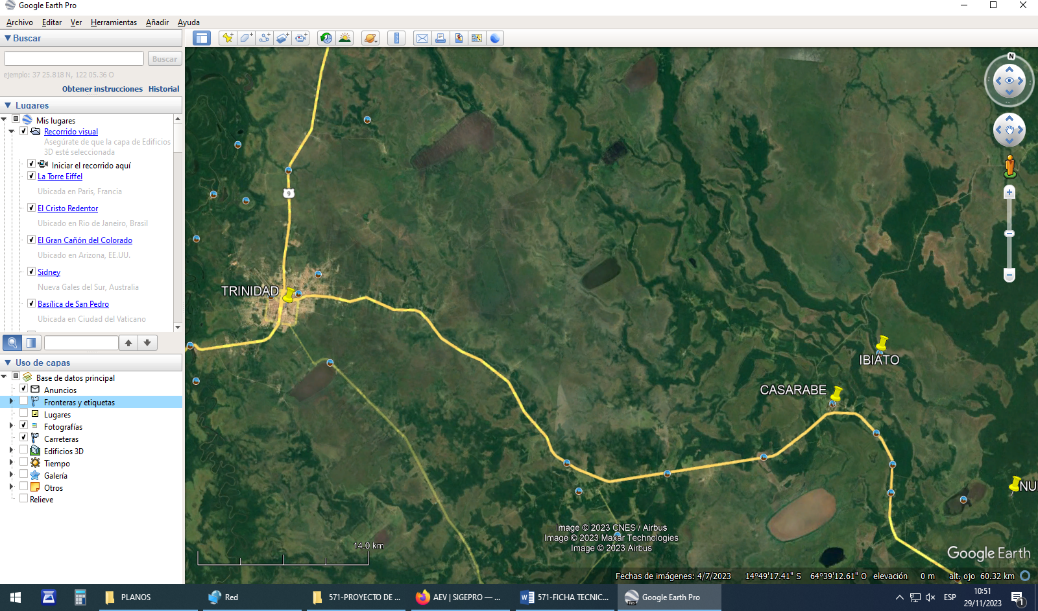 Google Earth Pro
Archivo Editar Ver Herramientas Añadir Ayuda
Buscar
Buscar
ejemplo: 37 25.818 N, 122 05.36 O
Obtener instrucciones Historial
Lugares
Mis lugares
Recorrido visual
Asegúrate de que la capa de Edificios
3D esté seleccionada
Iniciar el recorrido aquí
La Torre Eiffel
Ubicada en París, Francia
El Cristo Redentor
Ubicado en Río de Janeiro, Brasil
El Gran Cañón del Colorado
Ubicado en Arizona, EE.UU.
Sidney
Nueva Gales del Sur, Australia
Basílica de San Pedro
Ubicada en Ciudad del Vaticano
Uso de capas
Base de datos principal
Anuncios
Fronteras y etiquetas
Lugares
Fotografías
Carreteras
Edificios 3D
Tiempo
Galería
Otros
Relieve
N
9
TRINIDAD
IBIATO
CASARABE
NU
14.0 km
Image © 2023 CNES / Airbus
Image © 2023 Maxar Technologies
Image © 2023 Airbus
Google Earth
Fechas de imágenes: 4/7/2023 14°49'17.41" S 64°39'12.61" O elevación 0 m alt. ojo 60.32 km
PLANOS
Red
571-PROYECTO DE ...
AEV | SIGEPRO — ...
571-FICHA TECNIC...
Google Earth Pro
ESP
10:51
29/11/2023
1